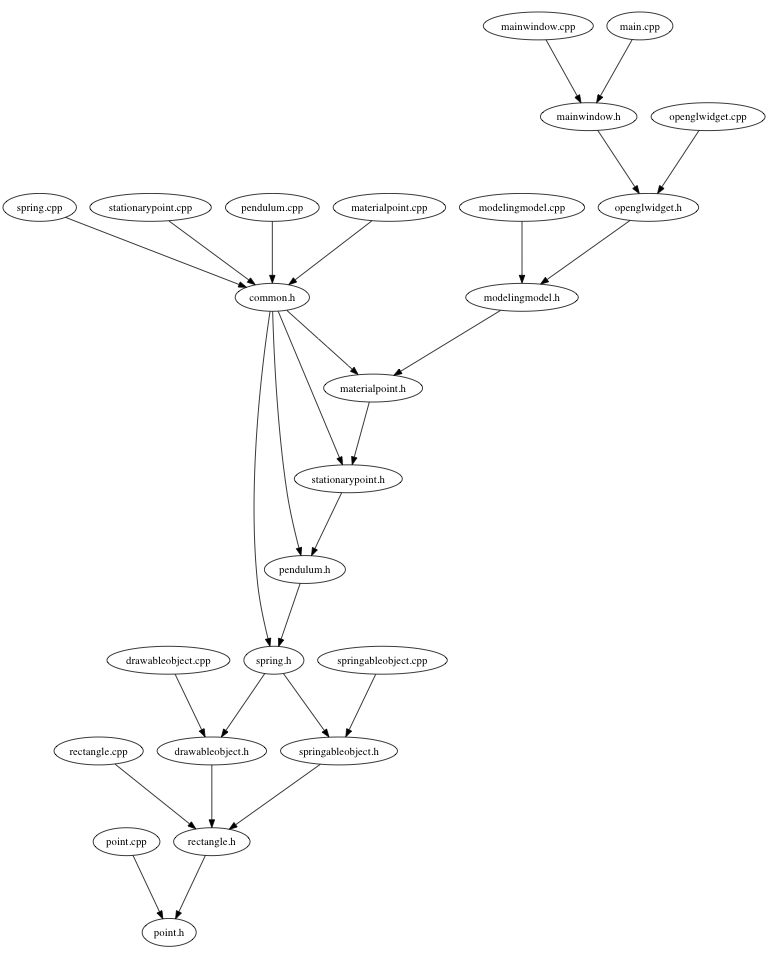 mainwindow.cpp
main.cpp
mainwindow.h
openglwidget.cpp
spring.cpp
stationarypoint.cpp
pendulum.cpp
materialpoint.cpp
modelingmodel.cpp
openglwidget.h
common.h
modelingmodel.h
materialpoint.h
stationarypoint.h
pendulum.h
drawableobject.cpp
spring.h
springableobject.cpp
rectangle.cpp
drawableobject.h
springableobject.h
point.cpp
rectangle.h
point.h